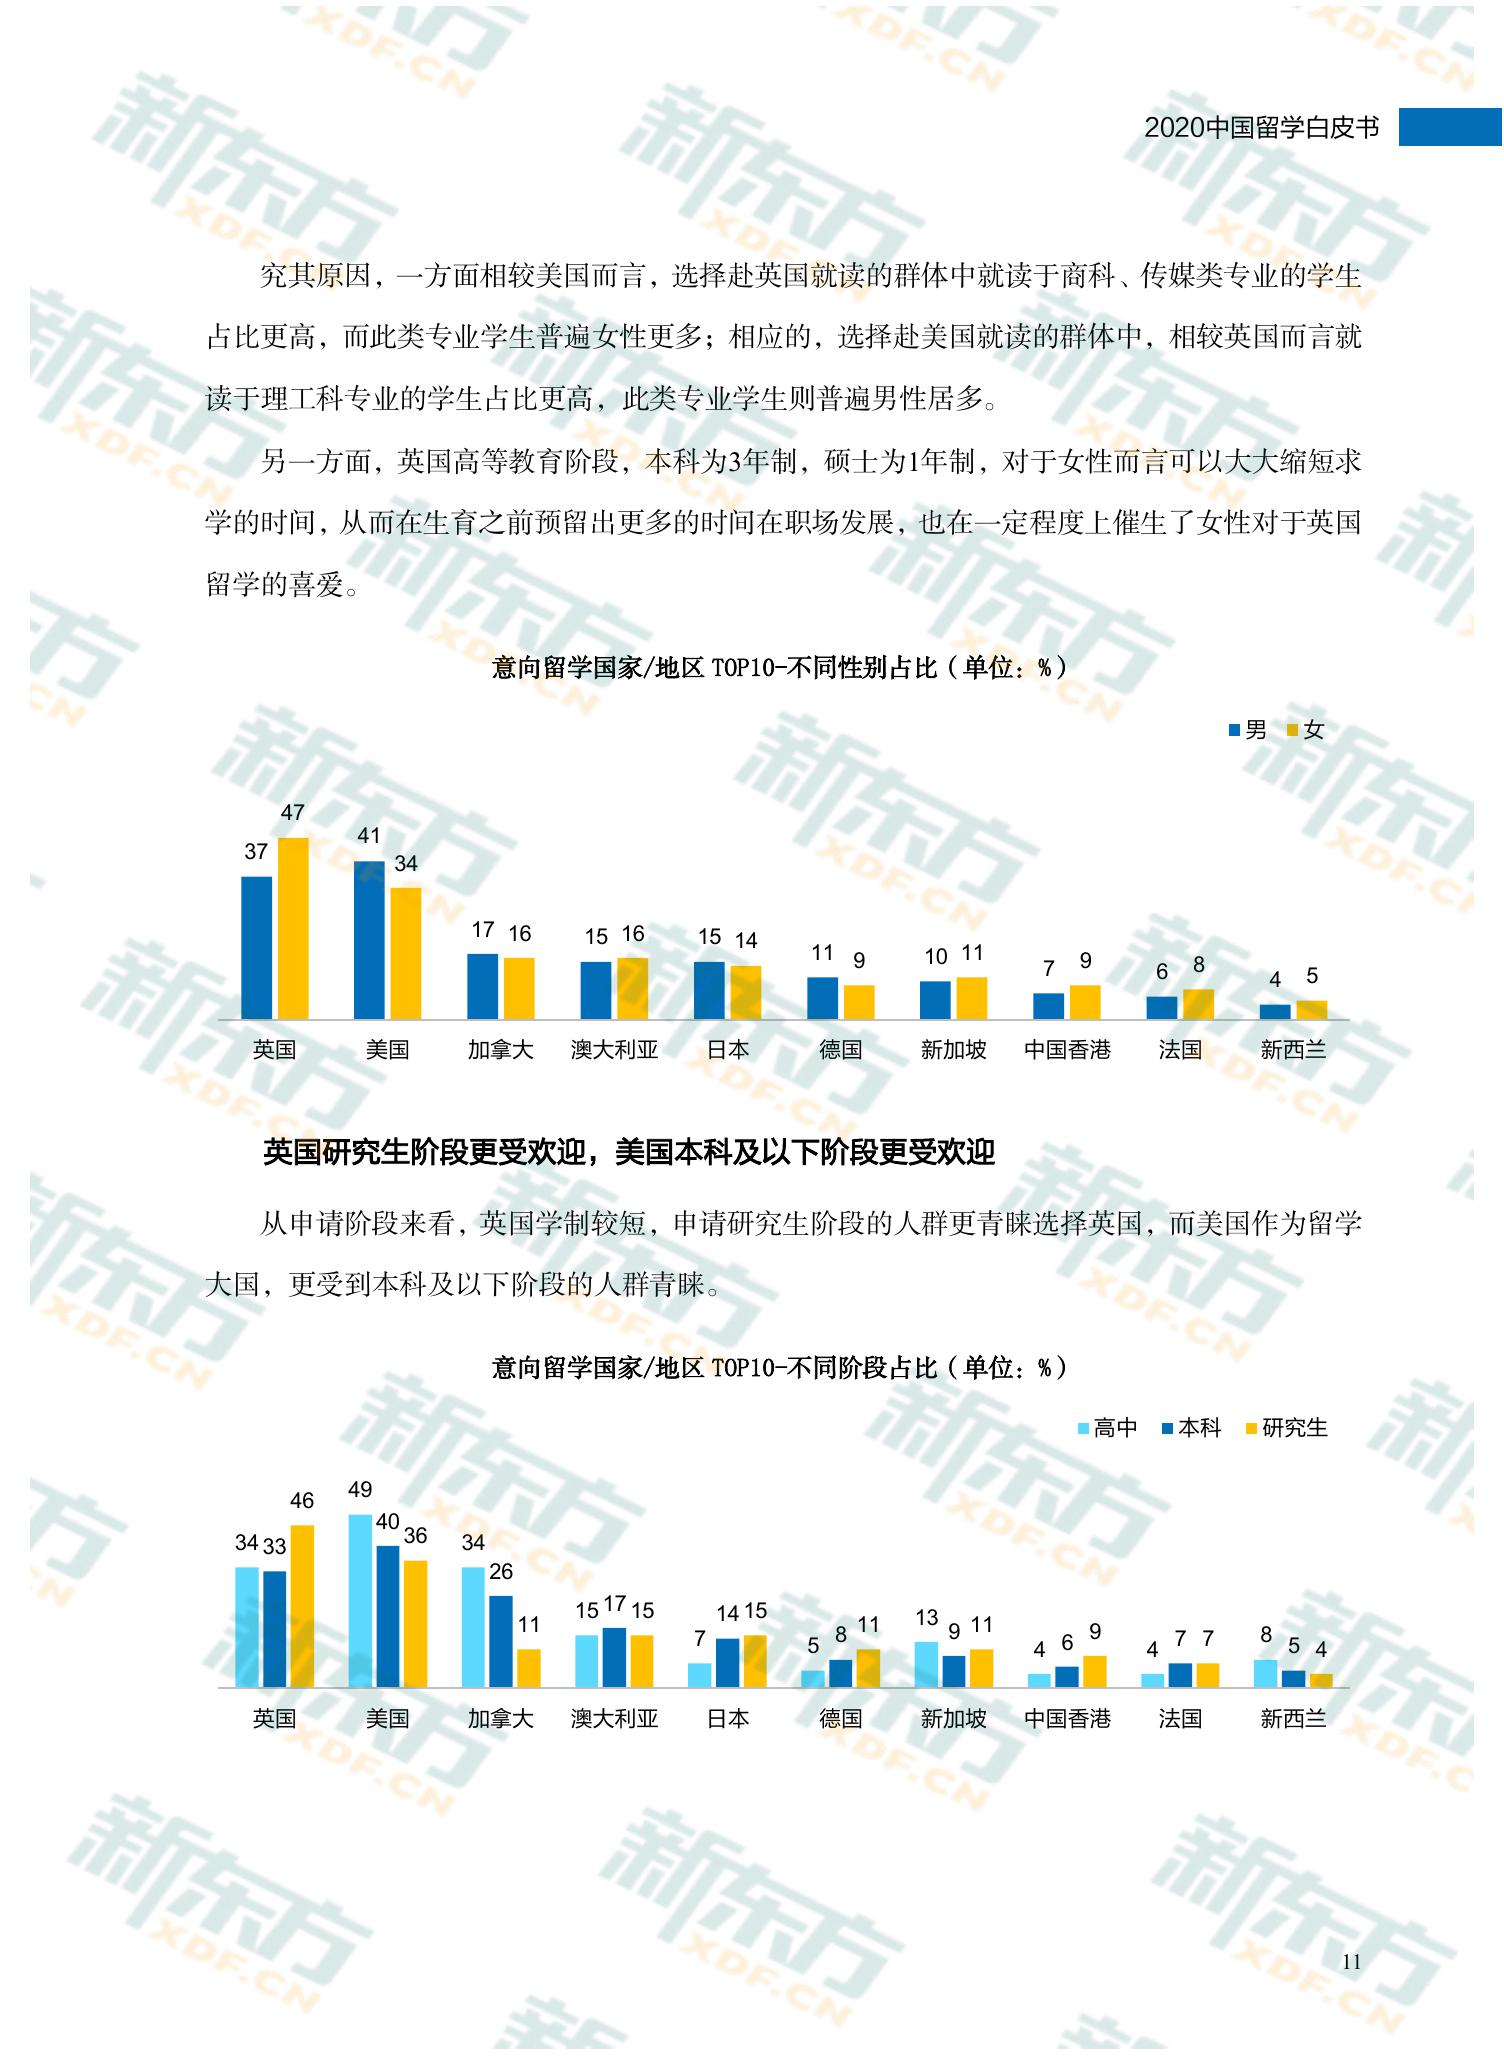 2020中国留学白皮书
究其原因，一方面相较美国而言，选择赴英国就读的群体中就读于商科、传媒类专业的学生
占比更高，而此类专业学生普遍女性更多；相应的，选择赴美国就读的群体中，相较英国而言就
读于理工科专业的学生占比更高，此类专业学生则普遍男性居多。
另一方面，英国高等教育阶段，本科为3年制，硕士为1年制，对于女性而言可以大大缩短求
学的时间，从而在生育之前预留出更多的时间在职场发展，也在一定程度上催生了女性对于英国
留学的喜爱。
意向留学国家/地区 TOP10-不同性别占比（单位：%）
男 女
37 47 41 34 17 16 15 16 15 14 11 9 10 11 7 9 6 8 4 5
英国 美国 加拿大 澳大利亚 日本 德国 新加坡 中国香港 法国 新西兰
英国研究生阶段更受欢迎，美国本科及以下阶段更受欢迎
从申请阶段来看，英国学制较短，申请研究生阶段的人群更青睐选择英国，而美国作为留学
大国，更受到本科及以下阶段的人群青睐。
意向留学国家/地区 TOP10-不同阶段占比（单位：%）
高中 本科 研究生
34 33 46 49 40 36 34 26 11 15 17 15 7 14 15 5 8 11 13 9 11 4 6 9 4 7 7 8 5 4
英国 美国 加拿大 澳大利亚 日本 德国 新加坡 中国香港 法国 新西兰
11
新东方
XDF.CN